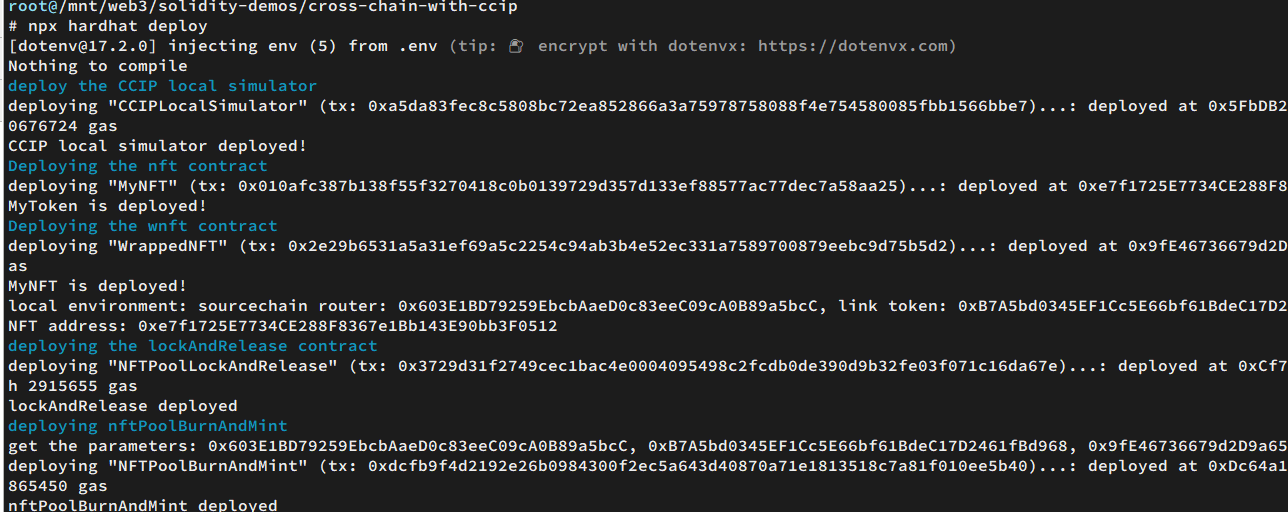 root@/mnt/web3/solidity-demos/cross-chain-with-ccip
# npx hardhat deploy
[dotenv@17.2.0] injecting env (5) from .env (tip: 🔐 encrypt with dotenvx: https://dotenvx.com)
Nothing to compile
deploy the CCIP local simulator
deploying "CCIPLocalSimulator" (tx: 0xa5da83fec8c5808bc72ea852866a3a75978758088f4e754580085fbb1566bbe7)...: deployed at 0x5FbDB2
0676724 gas
CCIP local simulator deployed!
Deploying the nft contract
deploying "MyNFT" (tx: 0x010afc387b138f55f3270418c0b0139729d357d133ef88577ac77dec7a58aa25)...: deployed at 0xe7f1725E7734CE288F8
MyToken is deployed!
Deploying the wnft contract
deploying "WrappedNFT" (tx: 0x2e29b6531a5a31ef69a5c2254c94ab3b4e52ec331a7589700879eebc9d75b5d2)...: deployed at 0x9fE46736679d2D
as
MyNFT is deployed!
local environment: sourcechain router: 0x603E1BD79259EbcbAaeD0c83eeC09cA0B89a5bcC, link token: 0xB7A5bd0345EF1Cc5E66bf61BdeC17D2
NFT address: 0xe7f1725E7734CE288F8367e1Bb143E90bb3F0512
deploying the lockAndRelease contract
deploying "NFTPoolLockAndRelease" (tx: 0x3729d31f2749cec1bac4e0004095498c2fcdb0de390d9b32fe03f071c16da67e)...: deployed at 0xCf7
h 2915655 gas
lockAndRelease deployed
deploying nftPoolBurnAndMint
get the parameters: 0x603E1BD79259EbcbAaeD0c83eeC09cA0B89a5bcC, 0xB7A5bd0345EF1Cc5E66bf61BdeC17D2461fBd968, 0x9fE46736679d2D9a65
deploying "NFTPoolBurnAndMint" (tx: 0xdcfb9f4d2192e26b0984300f2ec5a643d40870a71e1813518c7a81f010ee5b40)...: deployed at 0xDc64a1
865450 gas
nftPoolBurnAndMint deployed